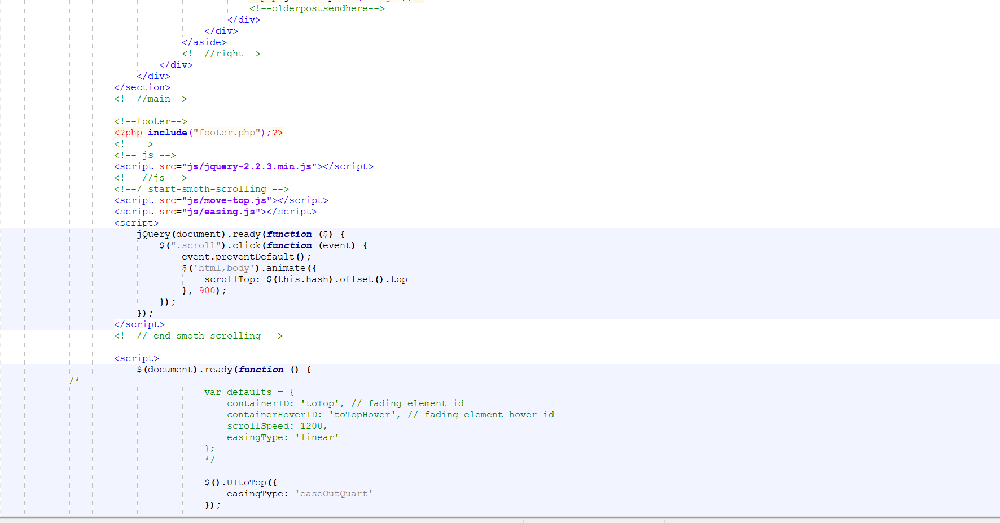 <!--olderpostsendhere-->
</div>
</div>
</aside>
<!--//right-->
</div>
</div>
</section>
<!--//main-->
<!--footer-->
<?php include("footer.php");?>
<!---->
<!-- js -->
<script src="js/jquery-2.2.3.min.js"></script>
<!-- //js -->
<!--/ start-smoth-scrolling -->
<script src="js/move-top.js"></script>
<script src="js/easing.js"></script>
<script>
jQuery(document).ready(function ($) {
$(".scroll").click(function (event) {
event.preventDefault();
$('html,body').animate({
scrollTop: $(this.hash).offset().top
}, 900);
});
});
</script>
<!--// end-smoth-scrolling -->
<script>
$(document).ready(function () {
/*
var defaults = {
containerID: 'toTop', // fading element id
containerHoverID: 'toTopHover', // fading element hover id
scrollSpeed: 1200,
easingType: 'linear'
};
*/
$().UItoTop({
easingType: 'easeOutQuart'
});